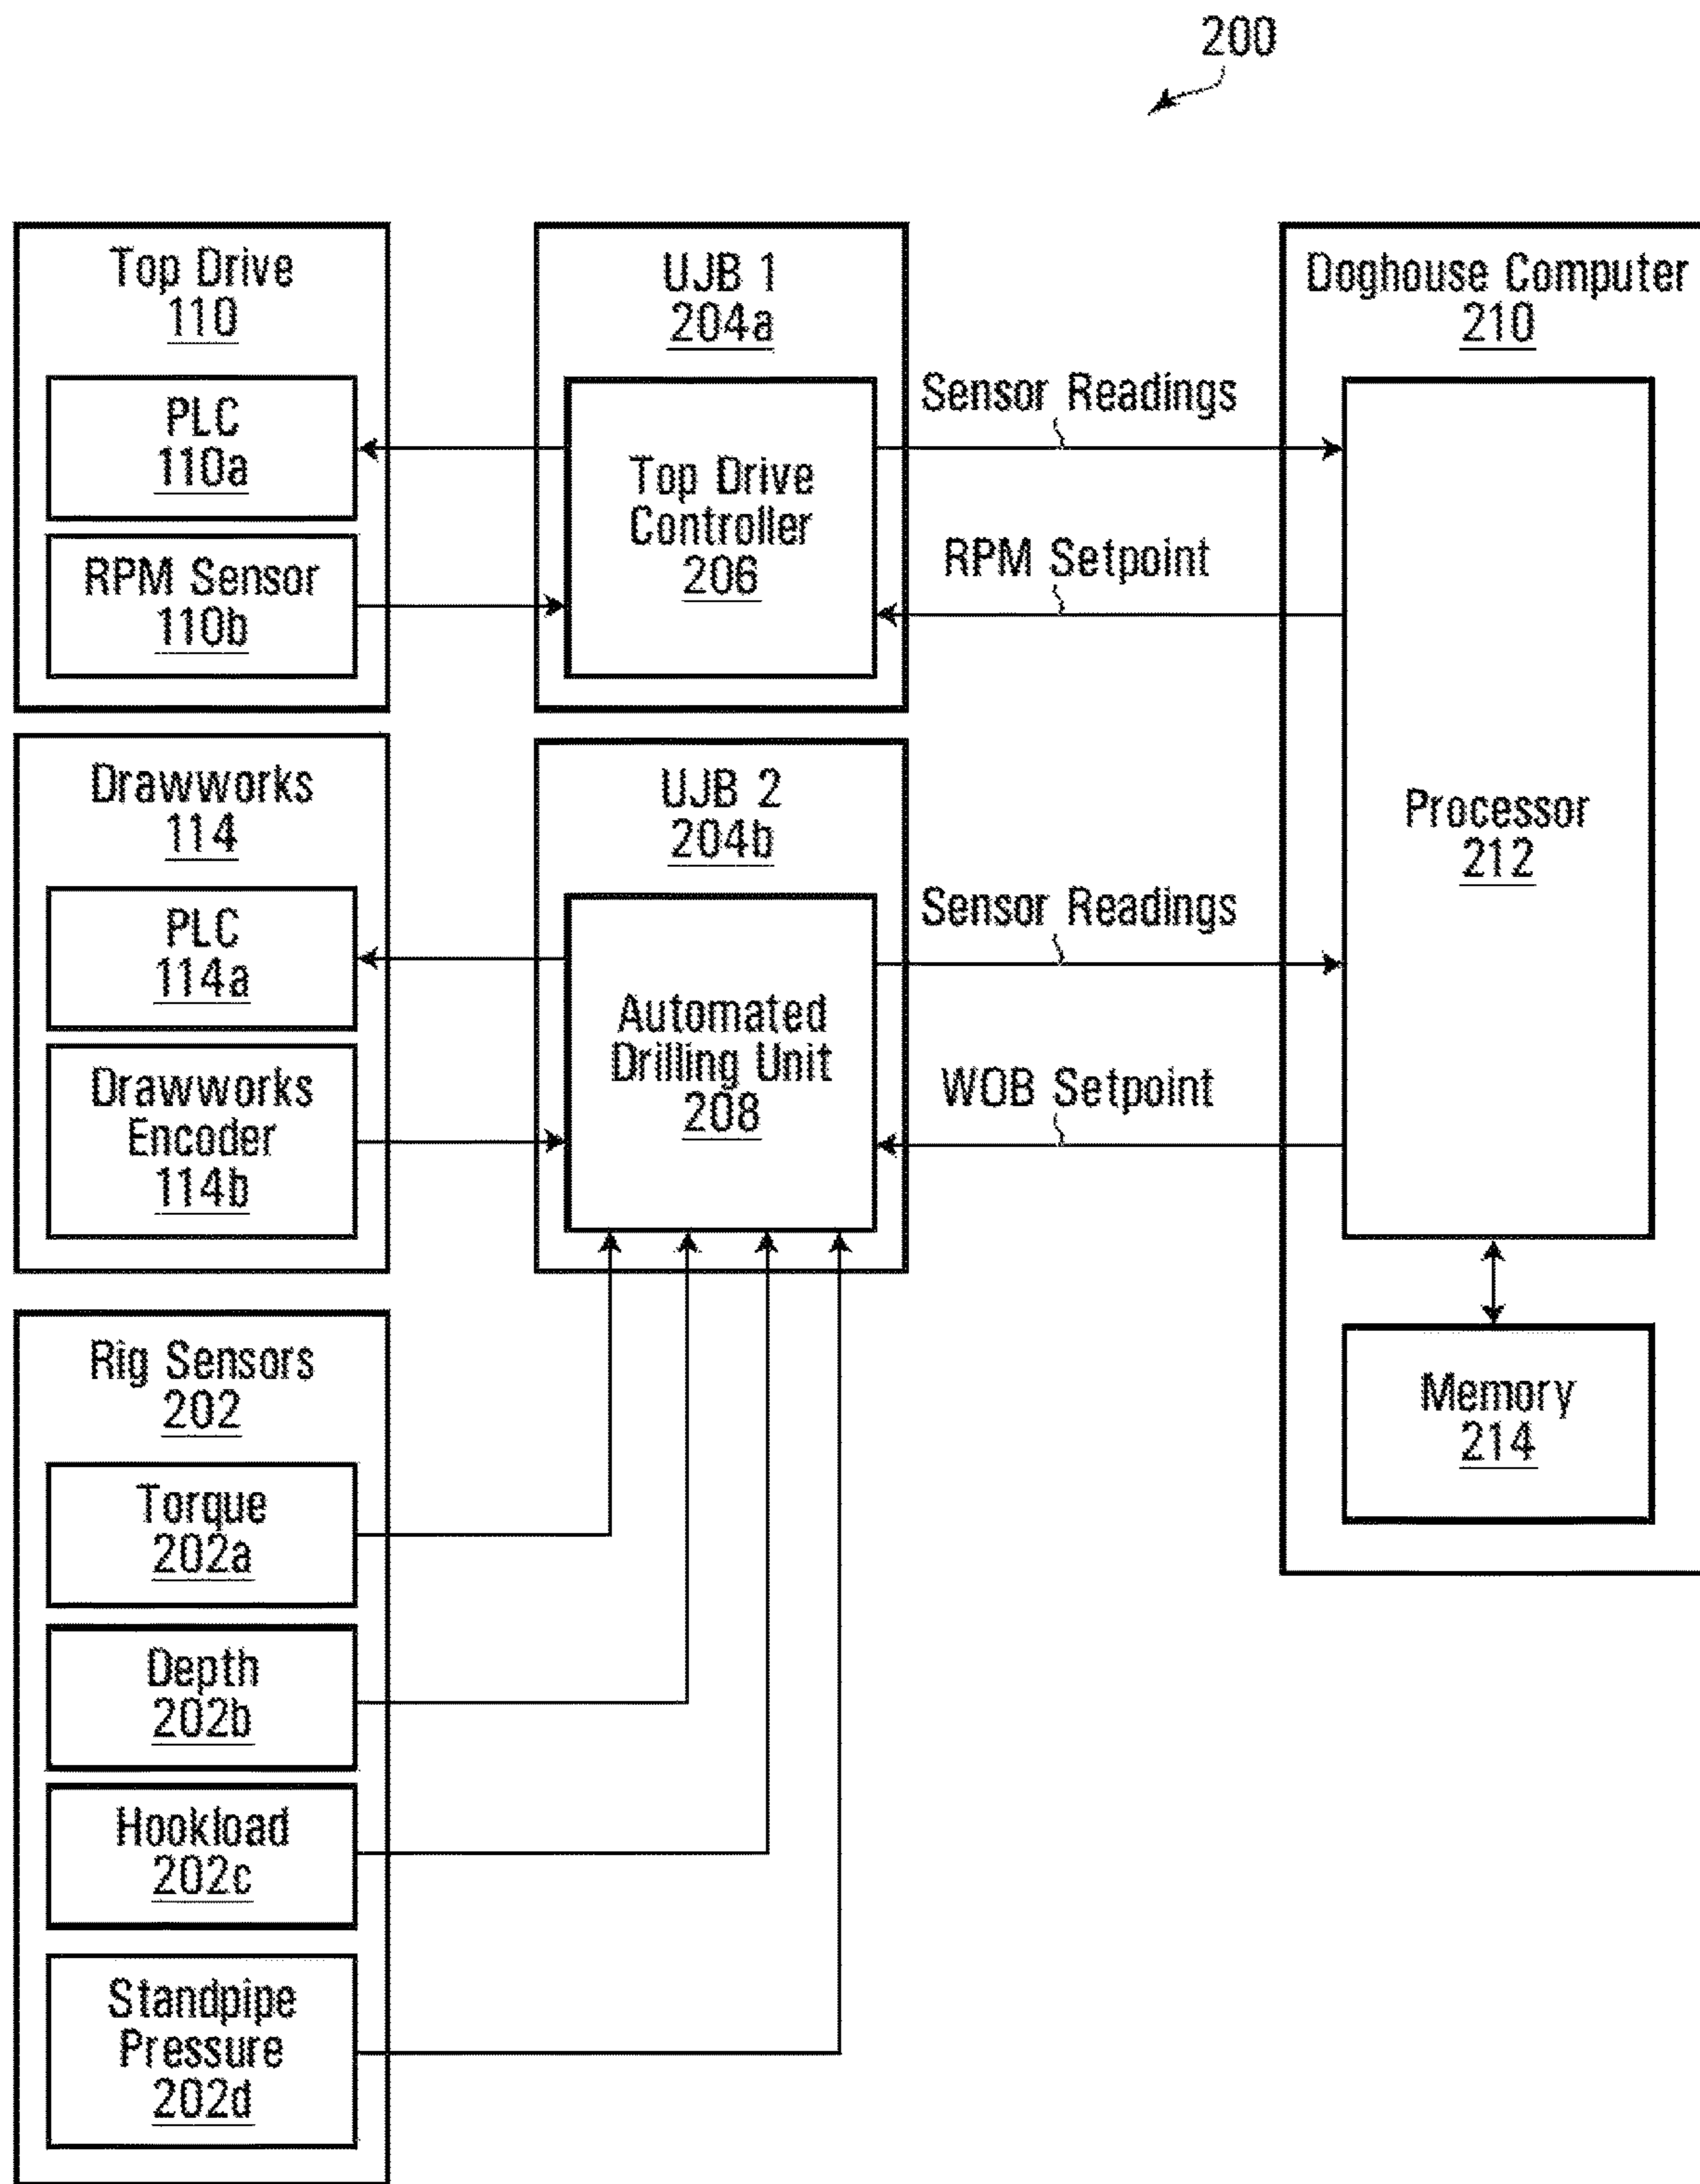 200
Top Drive
110
PLC
110a
RPM Sensor
110b
UJB 1
204a
Top Drive
Controller
206
Sensor Readings
RPM Setpoint
Doghouse Computer
210
Processor
212
Memory
214
Drawworks
114
PLC
114a
Drawworks
Encoder
114b
UJB 2
204b
Automated
Drilling Unit
208
Sensor Readings
WOB Setpoint
Rig Sensors
202
Torque
202a
Depth
202b
Hookload
202c
Standpipe
Pressure
202d